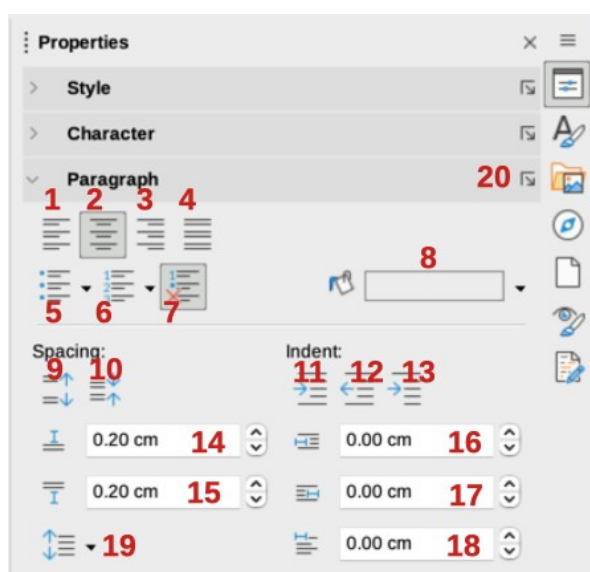 Properties
Style
Character
Paragraph 20
1 2 3 4
8
5 6 7
Spacing: Indent:
9 10 11 12 13
0.20 cm 14 0.00 cm 16
0.20 cm 15 0.00 cm 17
19 0.00 cm 18